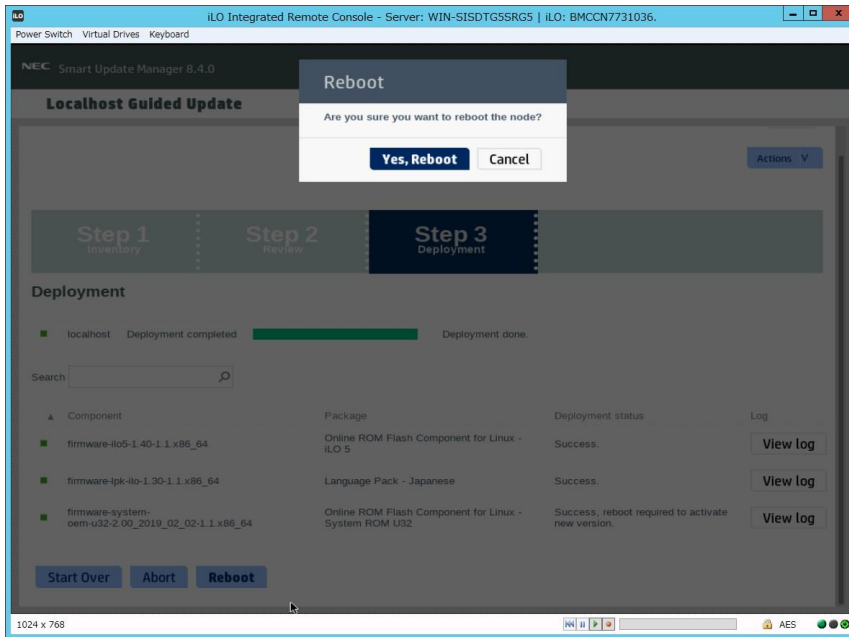 iLO
iLO Integrated Remote Console - Server: WIN-SISDTG5SRG5 | iLO: BMCCN7731036.
Power Switch Virtual Drives Keyboard
NEC Smart Update Manager 8.4.0
Localhost Guided Update
Reboot
Are you sure you want to reboot the node?
Yes, Reboot Cancel
Actions
Step 1
Inventory
Step 2
Review
Step 3
Deployment
Deployment
localhost Deployment completed Deployment done.
Search
Component Package Deployment status Log
firmware-ilo5-1.40-1.1.x86_64
Online ROM Flash Component for Linux -
iLO 5
Success.
View log
firmware-lpk-ilo-1.30-1.1.x86_64
Language Pack - Japanese
Success.
View log
firmware-system-
oem-u32-2.00_2019_02_02-1.1.x86_64
Online ROM Flash Component for Linux -
System ROM U32
Success, reboot required to activate
new version.
View log
Start Over Abort Reboot
1024 x 768
AES